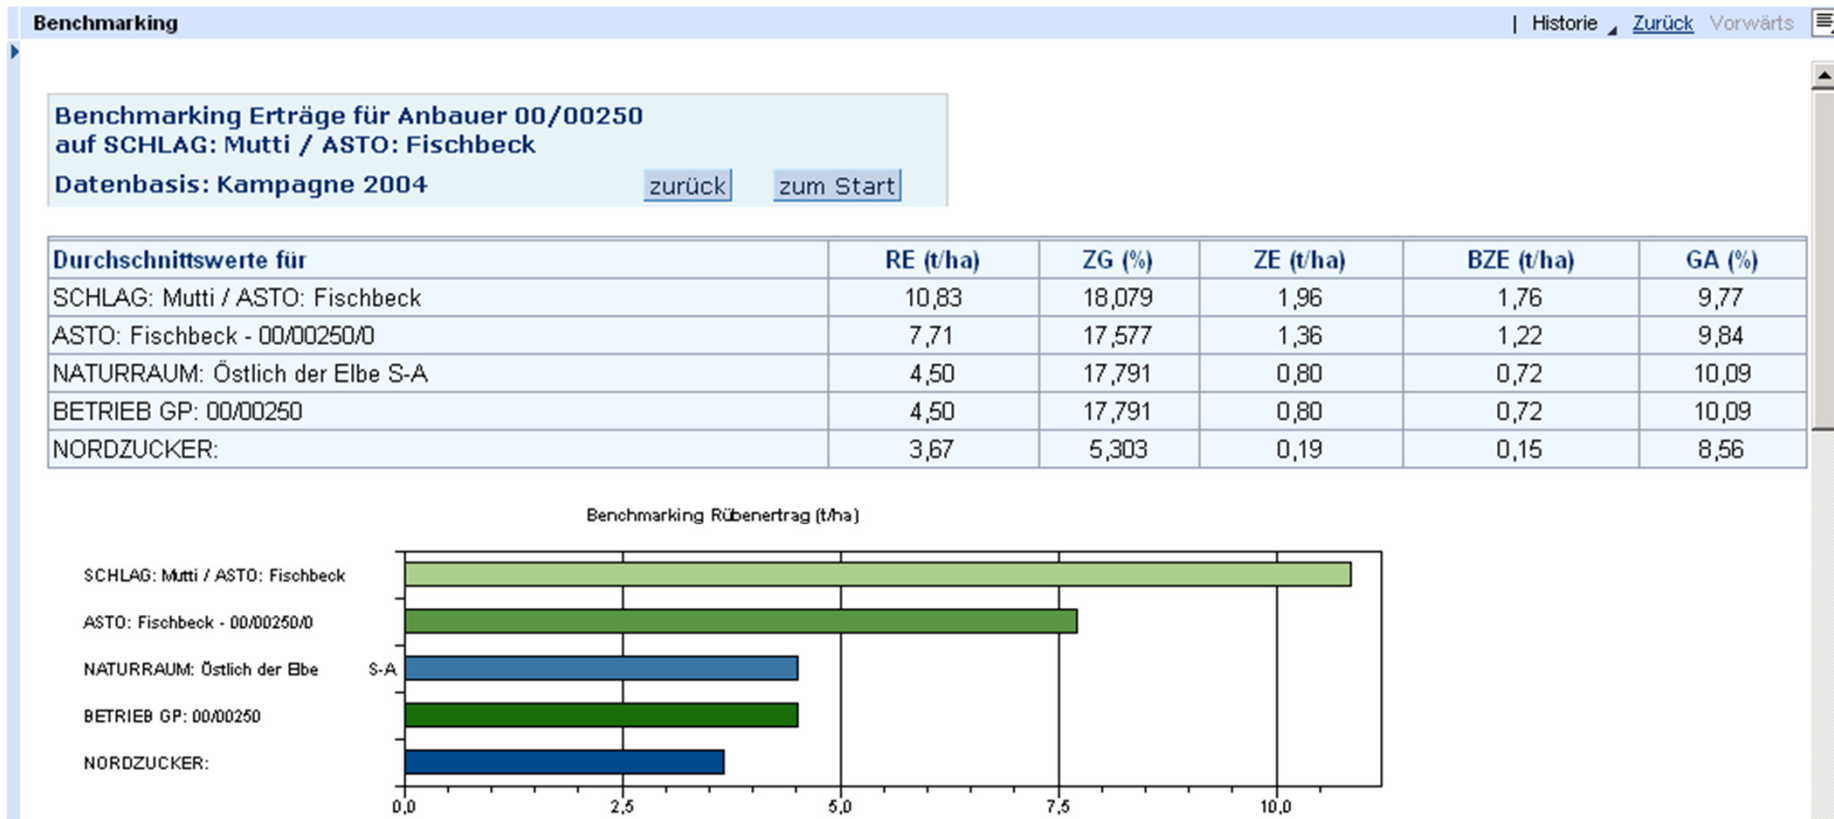 Benchmarking | Historie Zurück Vorwärts
Benchmarking Erträge für Anbauer 00/00250
auf SCHLAG: Mutti / ASTO: Fischbeck
Datenbasis: Kampagne 2004 zurück zum Start
Durchschnittswerte für RE (t/ha) ZG (%) ZE (t/ha) BZE (t/ha) GA (%)
SCHLAG: Mutti / ASTO: Fischbeck 10,83 18,079 1,96 1,76 9,77
ASTO: Fischbeck - 00/00250/0 7,71 17,577 1,36 1,22 9,84
NATURRAUM: Östlich der Elbe S-A 4,50 17,791 0,80 0,72 10,09
BETRIEB GP: 00/00250 4,50 17,791 0,80 0,72 10,09
NORDZUCKER: 3,67 5,303 0,19 0,15 8,56
Benchmarking Rübenertrag (t/ha)
SCHLAG: Mutti / ASTO: Fischbeck
ASTO: Fischbeck - 00/00250/0
NATURRAUM: Östlich der Elbe S-A
BETRIEB GP: 00/00250
NORDZUCKER:
0,0 2,5 5,0 7,5 10,0